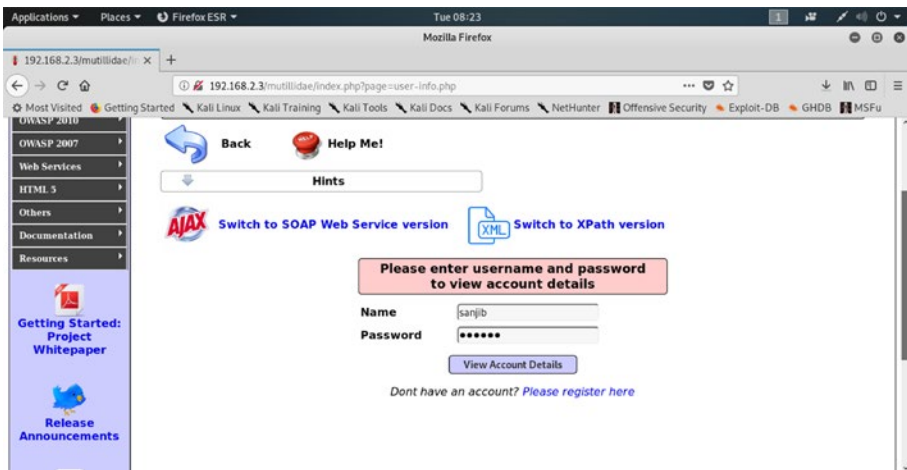 Applications Places Firefox ESR Tue 08:23 1
Mozilla Firefox
192.168.2.3/mutillidae/in × +
192.168.2.3/mutillidae/index.php?page=user-info.php
Most Visited Getting Started Kali Linux Kali Training Kali Tools Kali Docs Kali Forums NetHunter Offensive Security Exploit-DB GHDB MSFu
OWASP 2010
OWASP 2007
Web Services
HTML 5
Others
Documentation
Resources
Getting Started:
Project
Whitepaper
Release
Announcements
Back Help Me!
Hints
AJAX Switch to SOAP Web Service version XML Switch to XPath version
Please enter username and password
to view account details
Name sanjib
Password ••••••
View Account Details
Dont have an account? Please register here